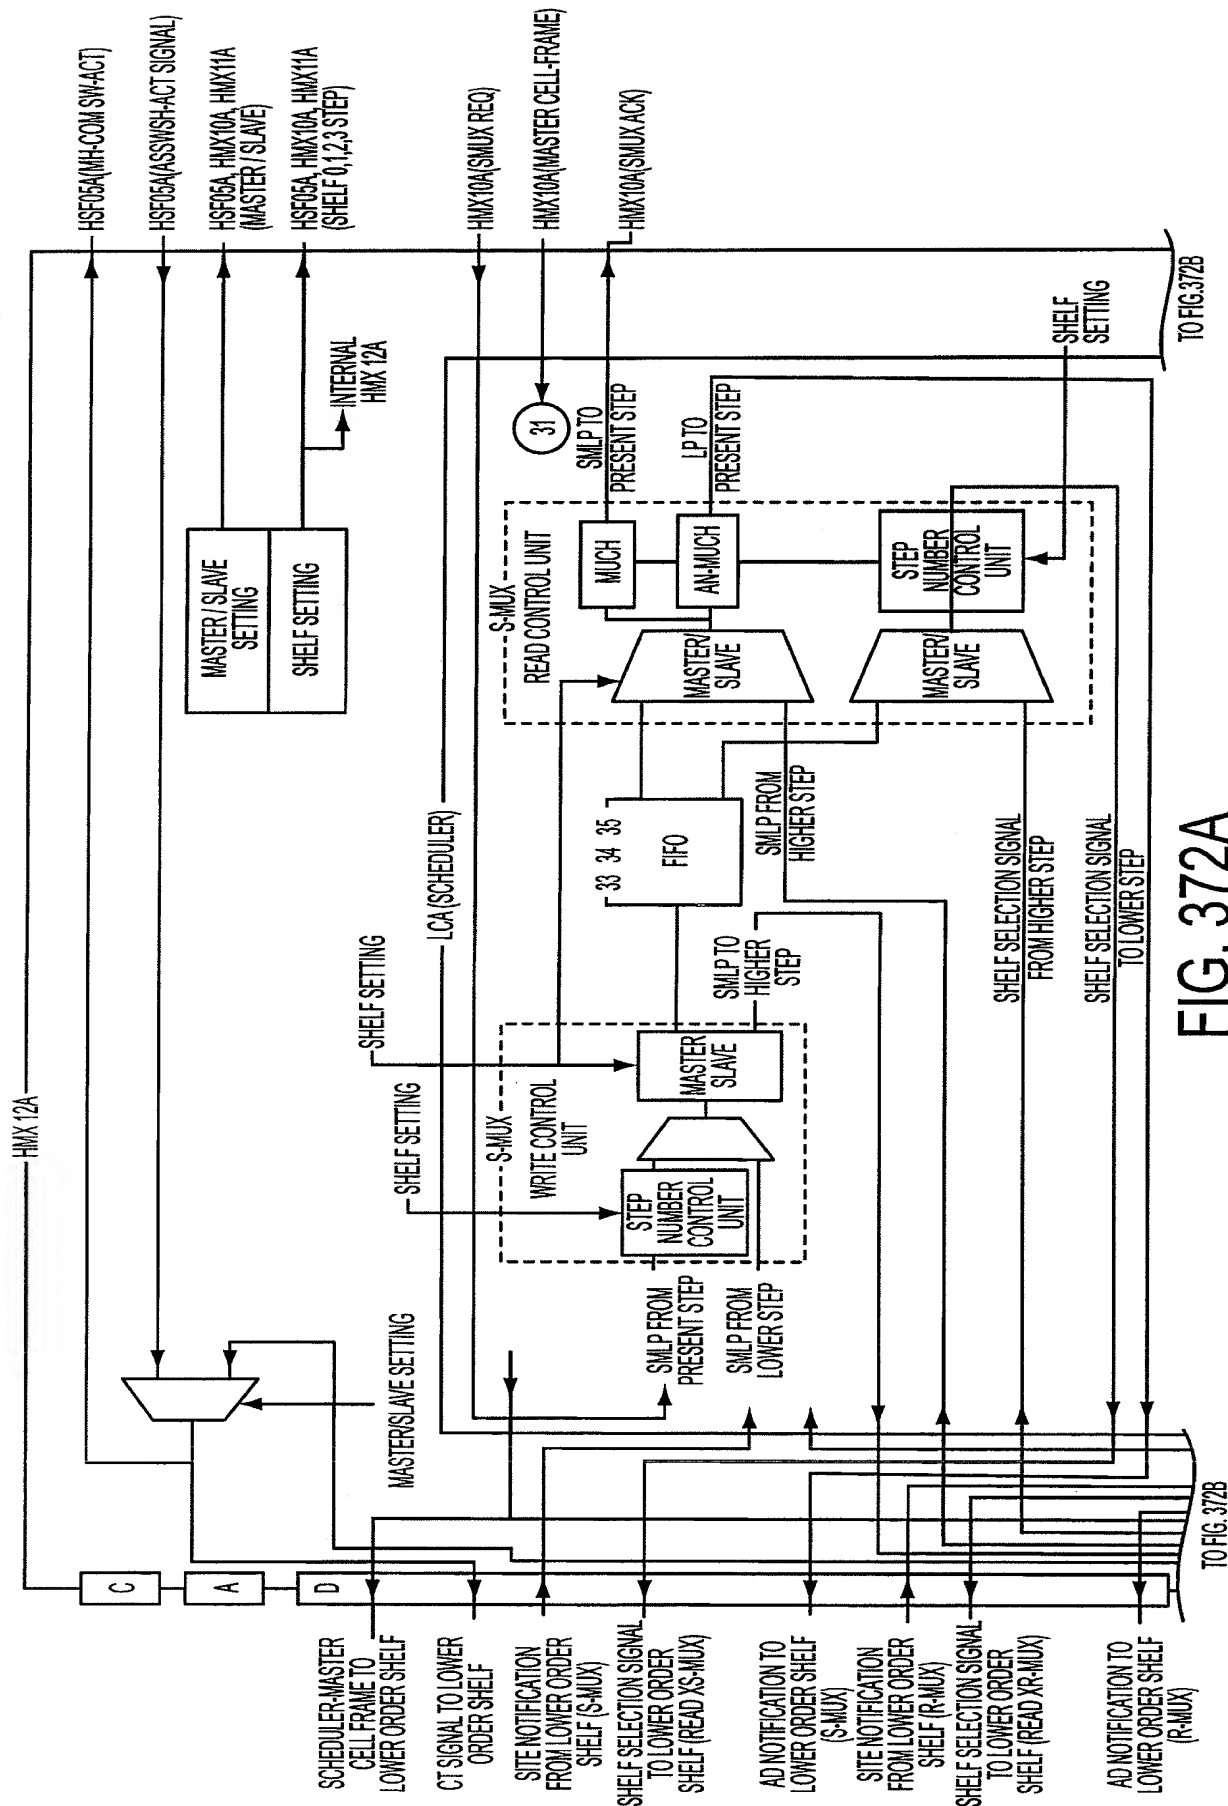 HMX 12A
C
A
D
HSF05A(MH-COM SW-ACT)
HSF05A(ASSWSH-ACT SIGNAL)
HSF05A, HMX10A, HMX11A
(MASTER / SLAVE)
HSF05A, HMX10A, HMX11A
(SHELF 0,1,2,3 STEP)
HMX10A(SMUX REQ)
HMX10A(MASTER CELL-FRAME)
HMX10A(SMUX ACK)
MASTER / SLAVE
SETTING
SHELF SETTING
INTERNAL
HMX 12A
MASTER/SLAVE SETTING
SHELF SETTING
SHELF SETTING
LCA (SCHEDULER)
31
S-MUX
WRITE CONTROL
UNIT
STEP
NUMBER
CONTROL
UNIT
MASTER
SLAVE
SMLP FROM
PRESENT STEP
SMLP FROM
LOWER STEP
SMLP TO
HIGHER
STEP
33 34 35
FIFO
SMLP FROM
HIGHER STEP
S-MUX
READ CONTROL UNIT
MASTER/
SLAVE
MUCH
AN-MUCH
MASTER/
SLAVE
STEP
NUMBER
CONTROL
UNIT
SMLP TO
PRESENT STEP
LP TO
PRESENT STEP
SHELF
SETTING
SHELF SELECTION SIGNAL
FROM HIGHER STEP
SHELF SELECTION SIGNAL
TO LOWER STEP
SCHEDULER-MASTER
CELL FRAME TO
LOWER ORDER SHELF
CT SIGNAL TO LOWER
ORDER SHELF
SITE NOTIFICATION
FROM LOWER ORDER
SHELF (S-MUX)
SHELF SELECTION SIGNAL
TO LOWER ORDER
SHELF (READ XS-MUX)
AD NOTIFICATION TO
LOWER ORDER SHELF
(S-MUX)
SITE NOTIFICATION
FROM LOWER ORDER
SHELF (R-MUX)
SHELF SELECTION SIGNAL
TO LOWER ORDER
SHELF (READ XR-MUX)
AD NOTIFICATION TO
LOWER ORDER SHELF
(R-MUX)
TO FIG. 372B
TO FIG.372B
FIG. 372A